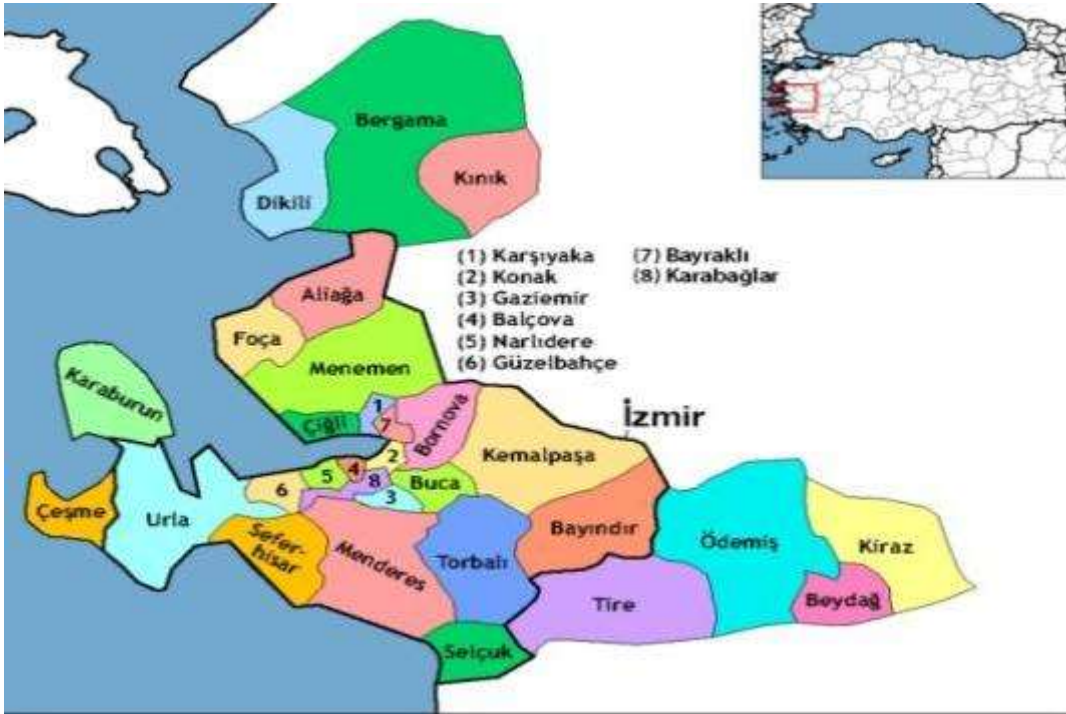 Bergama
Kınık
Dikili
(1) Karşıyaka
(2) Konak
(3) Gaziemir
(4) Balçova
(5) Narlıdere
(6) Güzelbahçe
(7) Bayraklı
(8) Karabağlar
Aliağa
Foça
Menemen
Karaburun
Çiğli
1
7
Bornova
İzmir
2
Kemalpaşa
4
5
8
6
3
Buca
Çeşme
Urla
Sefer-
hisar
Menderes
Torbalı
Bayındır
Ödemiş
Kiraz
Tire
Beydağ
Selçuk